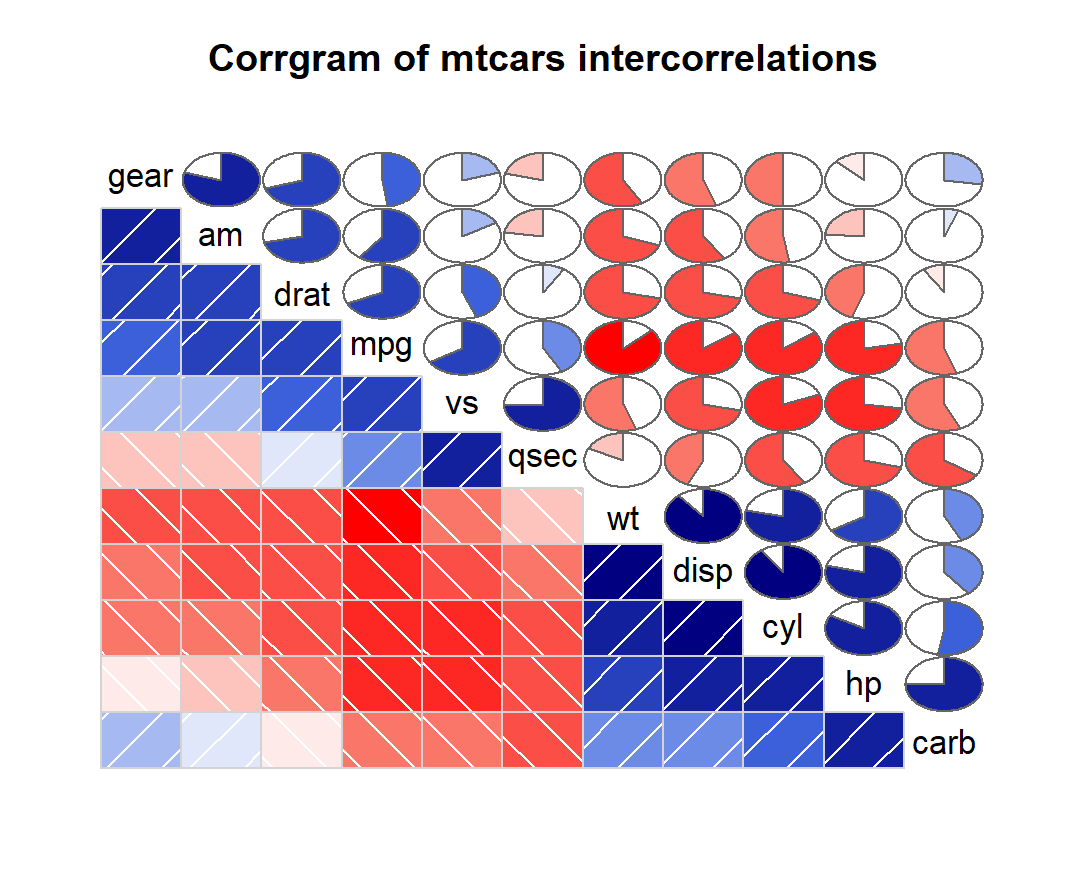 Corrgram of mtcars intercorrelations
gear
am
drat
mpg
vs
qsec
wt
disp
cyl
hp
carb